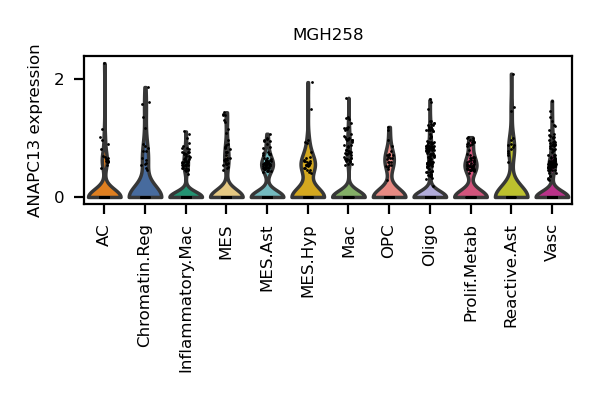 MGH258
ANAPC13 expression
2
0
AC
Chromatin.Reg
Inflammatory.Mac
MES
MES.Ast
MES.Hyp
Mac
OPC
Oligo
Prolif.Metab
Reactive.Ast
Vasc